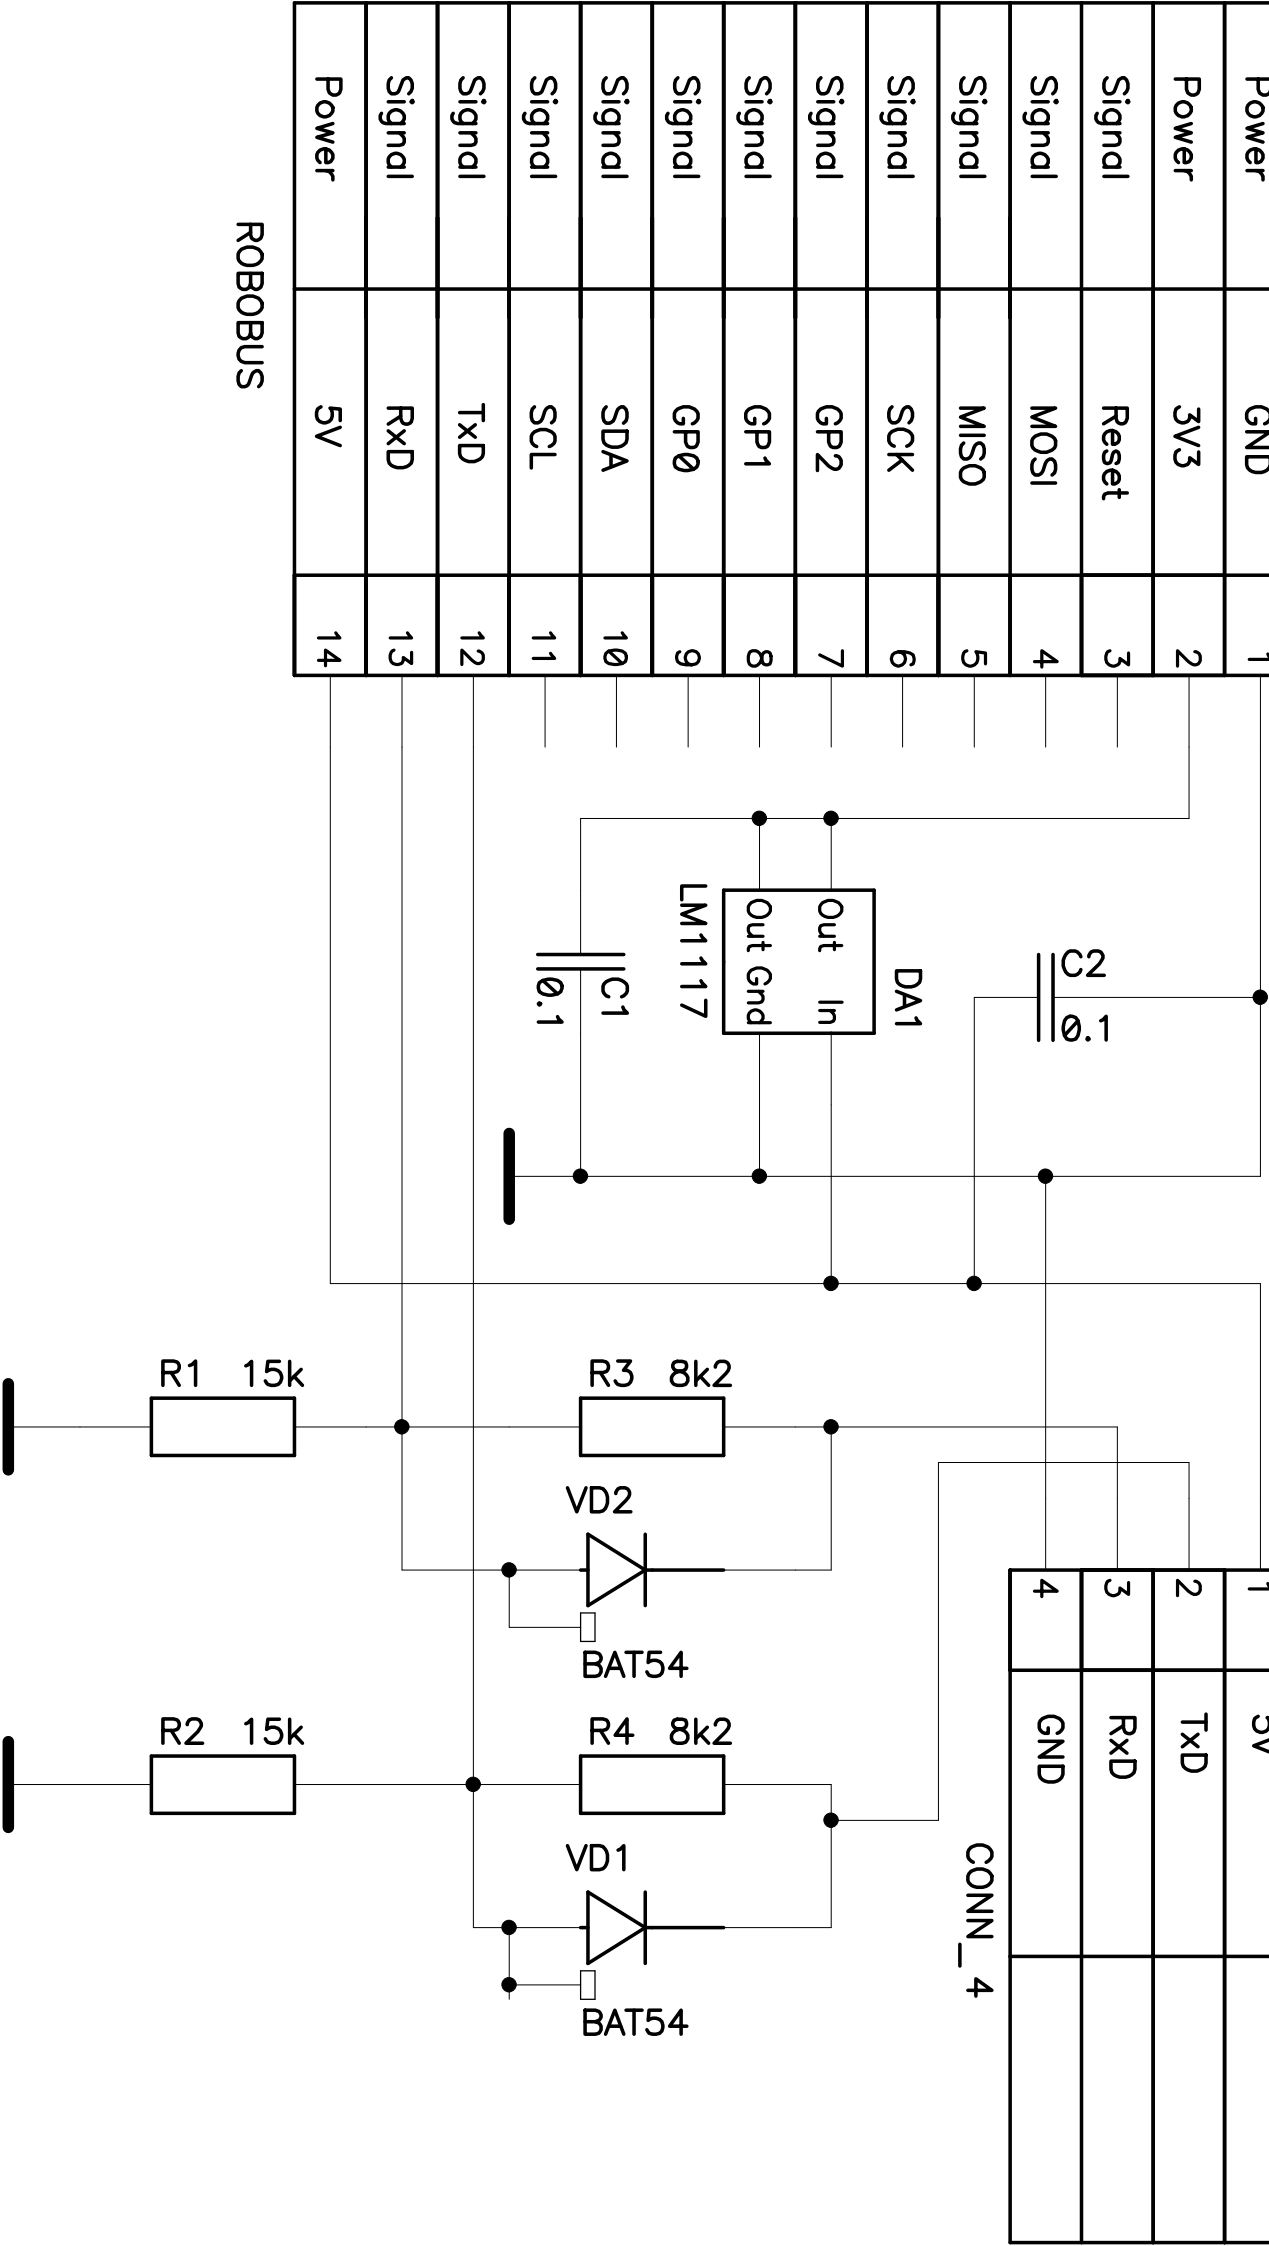 Power GND 1
Power 3V3 2
Signal Reset 3
Signal MOSI 4
Signal MISO 5
Signal SCK 6
Signal GP2 7
Signal GP1 8
Signal GP0 9
Signal SDA 10
Signal SCL 11
Signal TxD 12
Signal RxD 13
Power 5V 14
ROBOBUS
C2
0.1
DA1
Out In
Out Gnd
LM1117
C1
0.1
R1 15k
R3 8k2
VD2
BAT54
R2 15k
R4 8k2
VD1
BAT54
1 5V
2 TxD
3 RxD
4 GND
CONN_4